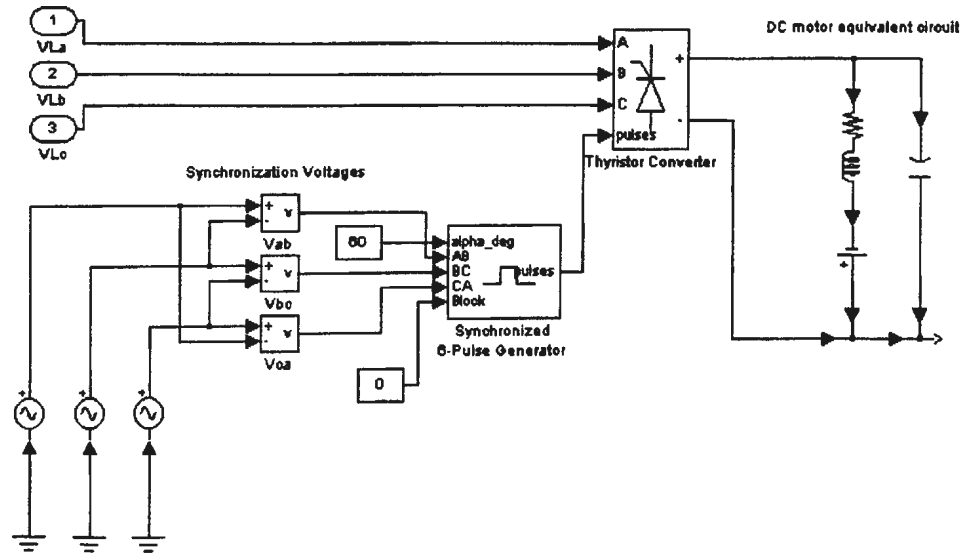 1
VLa
2
VLb
3
VLc
A
B
C
pulses
+
-
Thyristor Converter
DC motor equivalent circuit
Synchronization Voltages
+
-
v
Vab
+
-
v
Vbc
+
-
v
Vca
60
alpha_deg
AB
BC
CA
Block
pulses
Synchronized
6-Pulse Generator
0
+
+
+
+